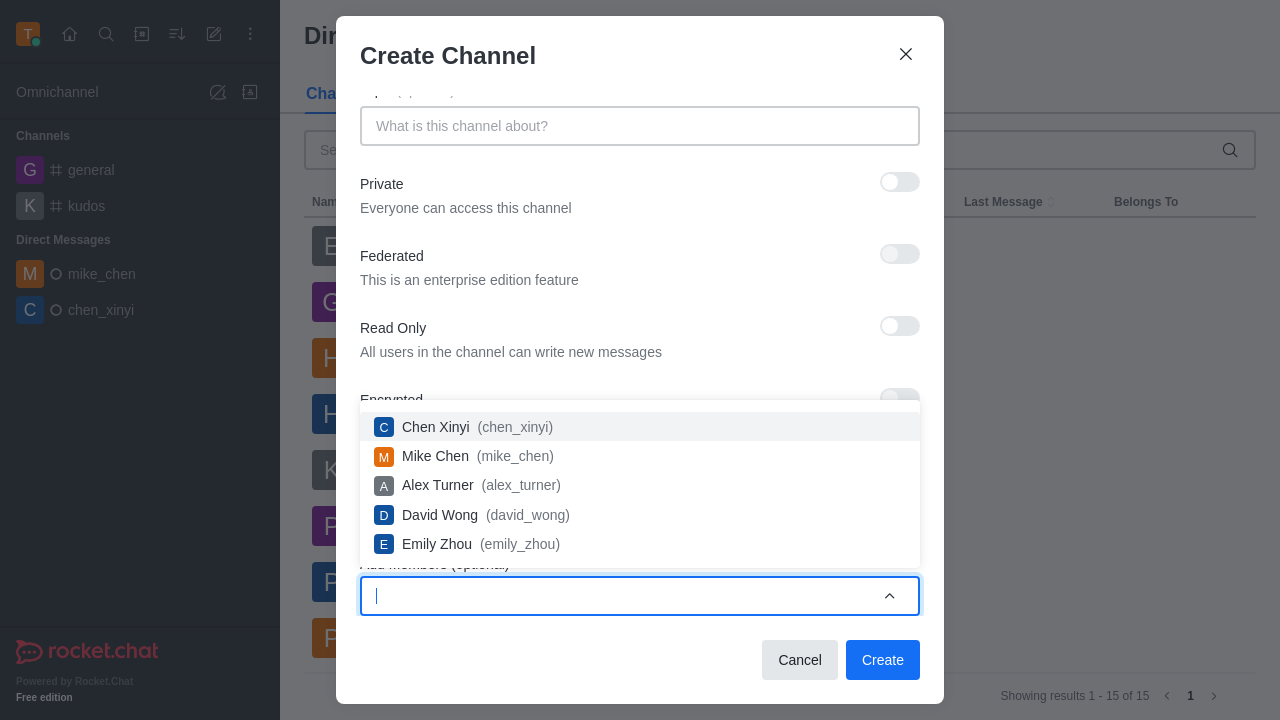 T
Omnichannel
Channels
G general
K kudos
Direct Messages
M mike_chen
C chen_xinyi
rocket.chat
Powered by Rocket.Chat
Free edition
Create Channel
What is this channel about?
Private
Everyone can access this channel
Federated
This is an enterprise edition feature
Read Only
All users in the channel can write new messages
Encrypted
C Chen Xinyi (chen_xinyi)
M Mike Chen (mike_chen)
A Alex Turner (alex_turner)
D David Wong (david_wong)
E Emily Zhou (emily_zhou)
Add members (optional)
Cancel
Create
Dir
Cha
Se
Nam
Last Message
Belongs To
E
G
H
H
K
P
P
P
Showing results 1 - 15 of 15
1